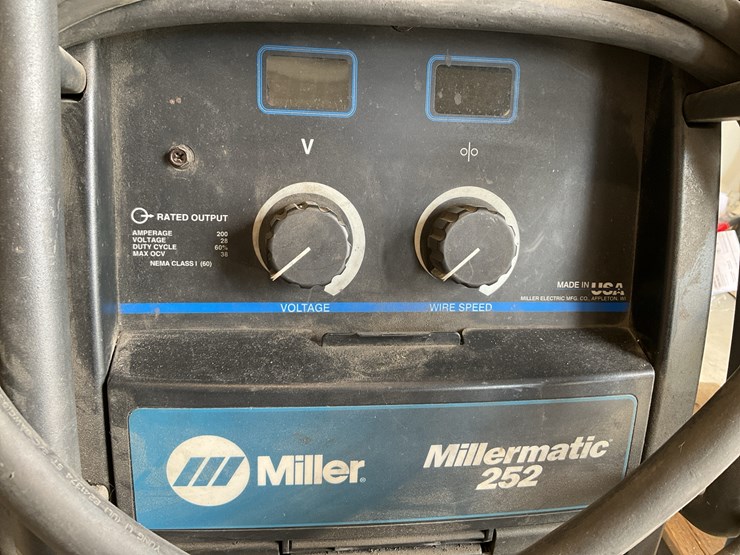 V
o|o
RATED OUTPUT
AMPERAGE 200
VOLTAGE 28
DUTY CYCLE 60%
MAX OCV 38
NEMA CLASS I (60)
MADE IN USA
MILLER ELECTRIC MFG. CO., APPLETON, WI
VOLTAGE
WIRE SPEED
Miller®
Millermatic®
252